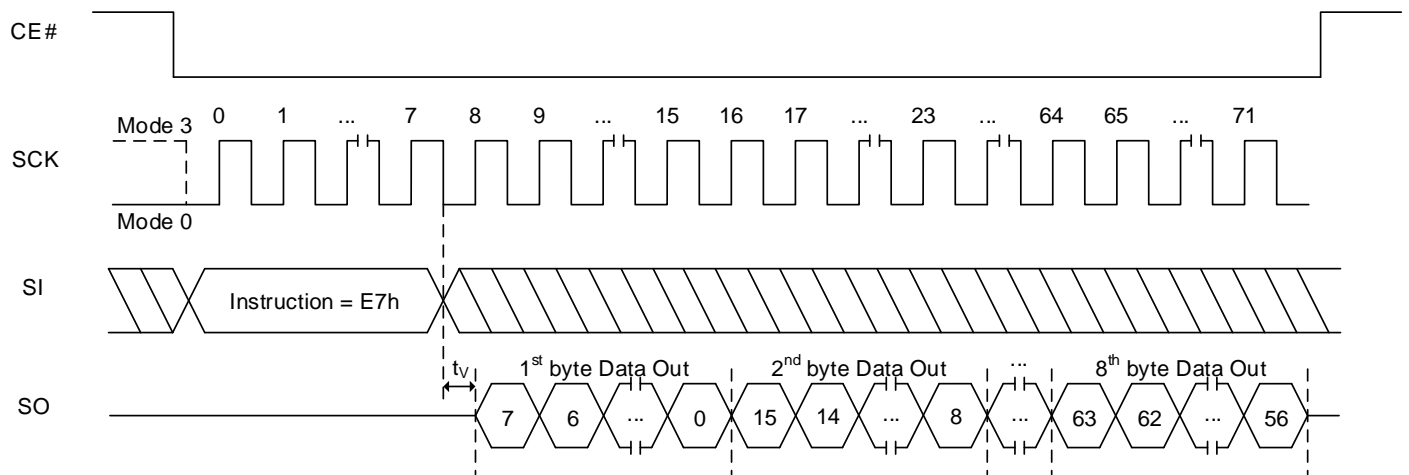 CE#
Mode 3
0 1 ... 7 8 9 ... 15 16 17 ... 23 ... 64 65 ... 71
SCK
Mode 0
SI
Instruction = E7h
tV 1st byte Data Out 2nd byte Data Out ... 8th byte Data Out
SO
7 6 ... 0 15 14 ... 8 ... 63 62 ... 56